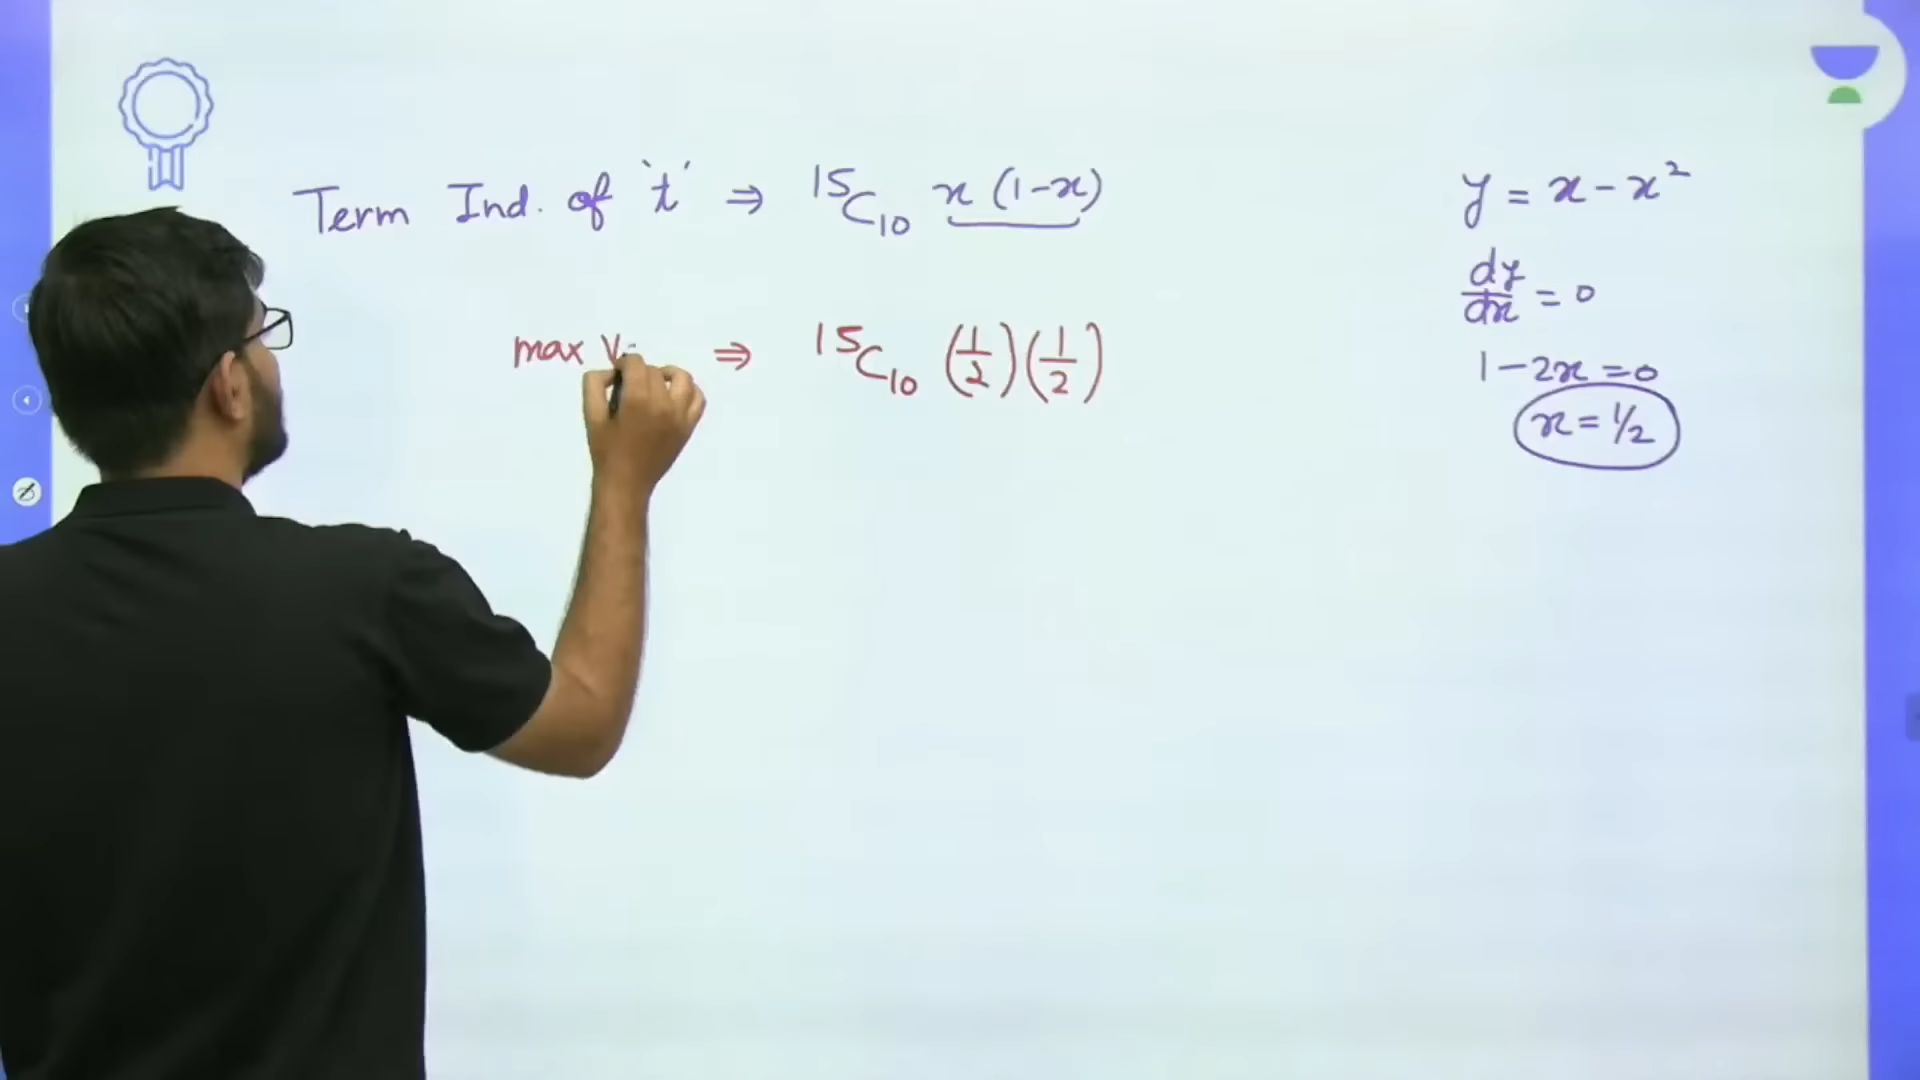 Term Ind. of 't' ⇒ ¹⁵C₁₀ x (1-x)
max ⇒ ¹⁵C₁₀ (1/2)(1/2)
y = x - x²
dy/dx = 0
1 - 2x = 0
x = 1/2